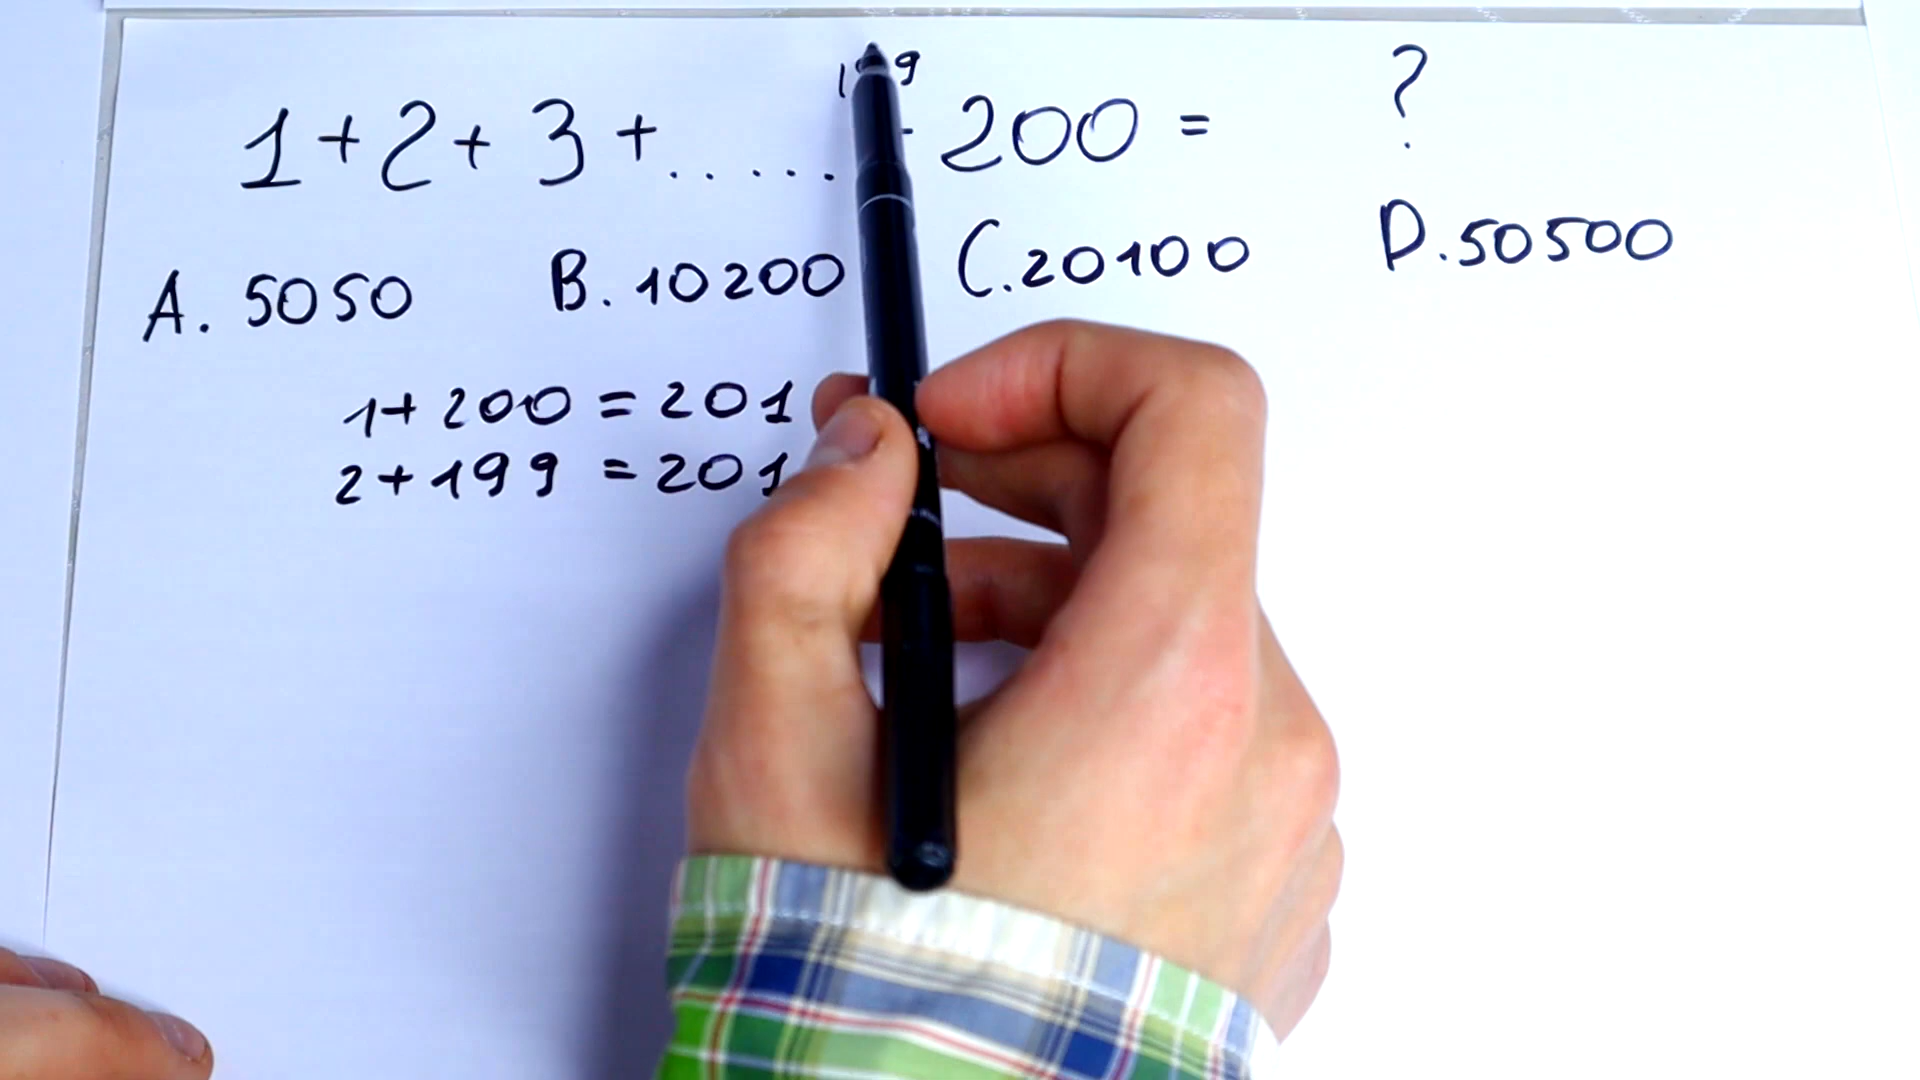 1+2+3+..... 200 = ?
A. 5050 B. 10200 C. 20100 D. 50500
1+200 = 201
2+199 = 201